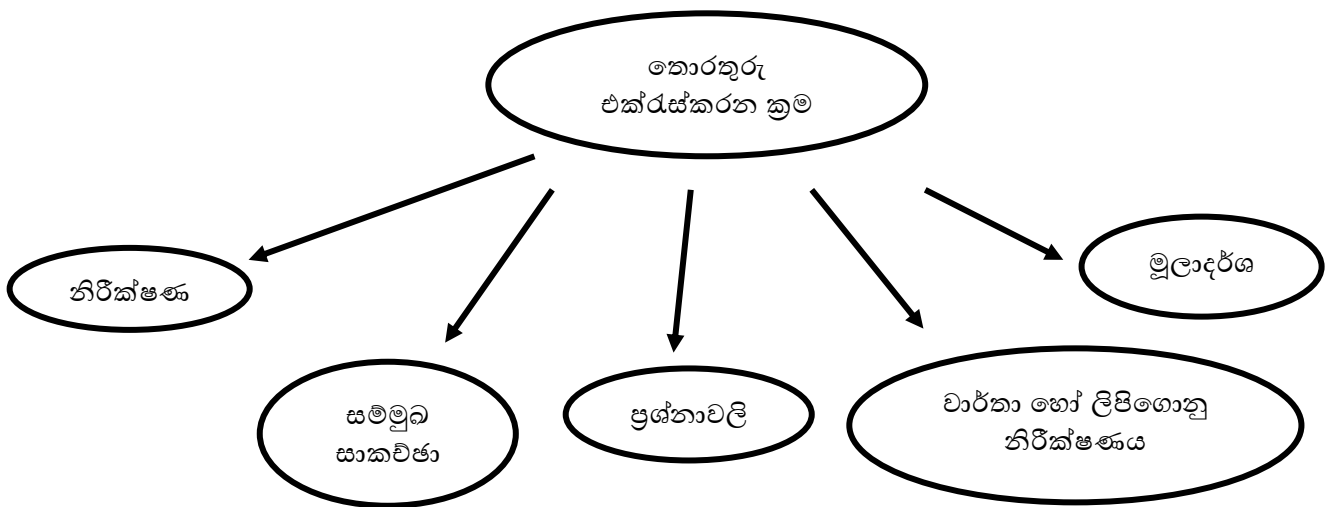 තොරතුරු
එක්රැස්කරන ක්‍රම
නිරීක්ෂණ
සම්මුඛ
සාකච්ඡා
ප්‍රශ්නාවලි
වාර්තා හෝ ලිපිගොනු
නිරීක්ෂණය
මූලාදර්ශ